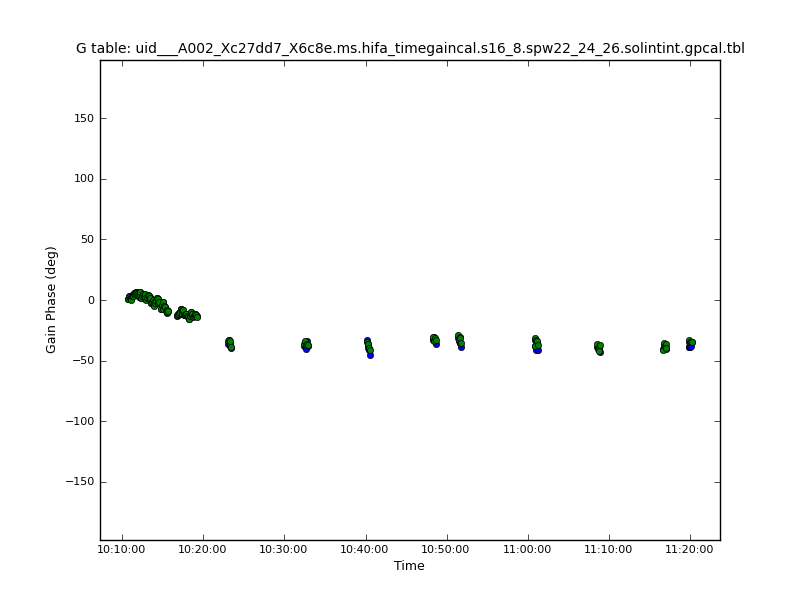 G table: uid___A002_Xc27dd7_X6c8e.ms.hifa_timegaincal.s16_8.spw22_24_26.solintint.gpcal.tbl
150
100
50
0
−50
−100
−150
Gain Phase (deg)
10:10:00 10:20:00 10:30:00 10:40:00 10:50:00 11:00:00 11:10:00 11:20:00
Time